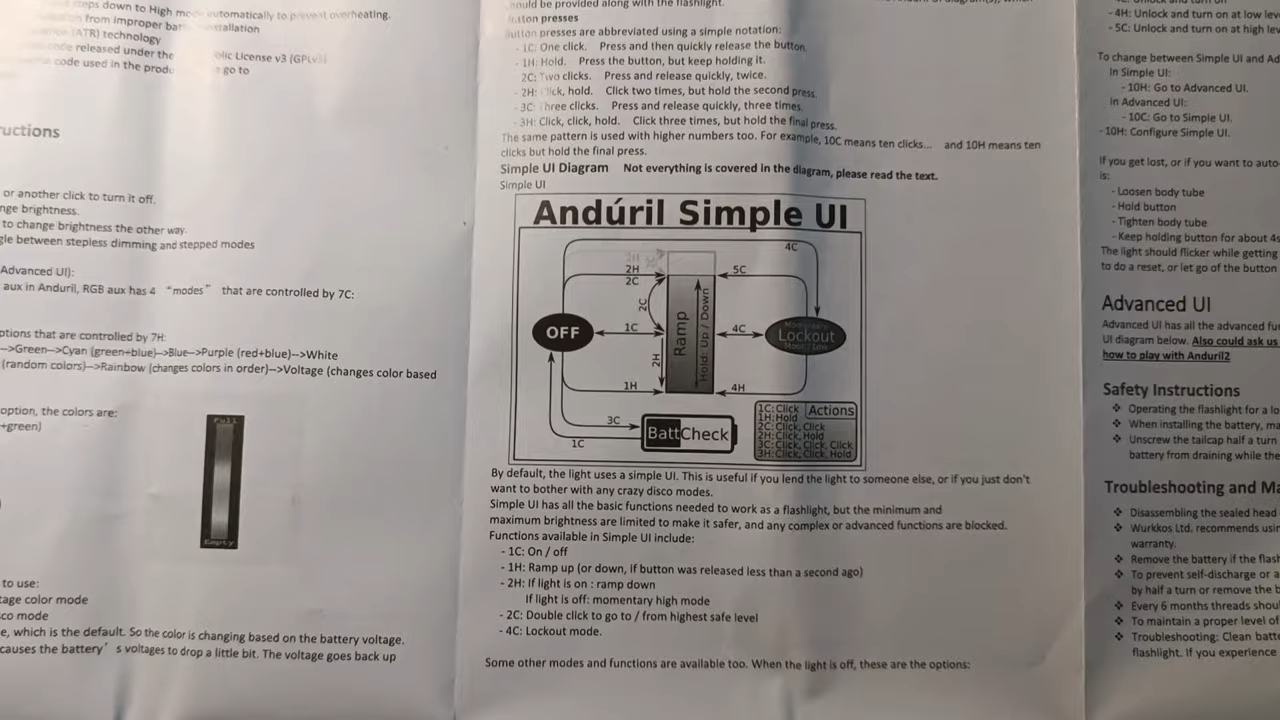 steps down to High mode automatically to prevent overheating.
from improper battery installation
(ATR) technology
code released under the Public License v3 (GPLv3)
code used in the product go to
ructions
or another click to turn it off.
nge brightness.
to change brightness the other way.
gle between stepless dimming and stepped modes
Advanced UI):
aux in Anduril, RGB aux has 4 “modes” that are controlled by 7C:
ptions that are controlled by 7H:
-->Green-->Cyan (green+blue)-->Blue-->Purple (red+blue)-->White
(random colors)-->Rainbow (changes colors in order)-->Voltage (changes color based
option, the colors are:
+green)
Full
Empty
to use:
tage color mode
co mode
e, which is the default. So the color is changing based on the battery voltage.
causes the battery’s voltages to drop a little bit. The voltage goes back up
should be provided along with the flashlight.
Button presses
Button presses are abbreviated using a simple notation:
- 1C: One click. Press and then quickly release the button.
- 1H: Hold. Press the button, but keep holding it.
2C: Two clicks. Press and release quickly, twice.
- 2H: Click, hold. Click two times, but hold the second press.
- 3C: Three clicks. Press and release quickly, three times.
- 3H: Click, click, hold. Click three times, but hold the final press.
The same pattern is used with higher numbers too. For example, 10C means ten clicks... and 10H means ten
clicks but hold the final press.
Simple UI Diagram Not everything is covered in the diagram, please read the text.
Simple UI
Andúril Simple UI
4C
2H
2H
2C
5C
2C
Ramp
Hold: Up / Down
OFF
1C
4C
Lockout
2H
1H
4H
3C
1C
BattCheck
Actions
1C: Click
1H: Hold
2C: Click, Click
2H: Click, Hold
3C: Click, Click, Click
3H: Click, Click, Hold
By default, the light uses a simple UI. This is useful if you lend the light to someone else, or if you just don't
want to bother with any crazy disco modes.
Simple UI has all the basic functions needed to work as a flashlight, but the minimum and
maximum brightness are limited to make it safer, and any complex or advanced functions are blocked.
Functions available in Simple UI include:
- 1C: On / off
- 1H: Ramp up (or down, if button was released less than a second ago)
- 2H: If light is on : ramp down
If light is off: momentary high mode
- 2C: Double click to go to / from highest safe level
- 4C: Lockout mode.
Some other modes and functions are available too. When the light is off, these are the options:
- 4H: Unlock and turn on at low leve
- 5C: Unlock and turn on at high lev
To change between Simple UI and Ad
In Simple UI:
- 10H: Go to Advanced UI.
In Advanced UI:
- 10C: Go to Simple UI.
- 10H: Configure Simple UI.
If you get lost, or if you want to auto-
is:
- Loosen body tube
- Hold button
- Tighten body tube
- Keep holding button for about 4s
The light should flicker while getting
to do a reset, or let go of the button
Advanced UI
Advanced UI has all the advanced fu
UI diagram below. Also could ask us
how to play with Anduril2
Safety Instructions
❖ Operating the flashlight for a lo
❖ When installing the battery, ma
❖ Unscrew the tailcap half a turn
battery from draining while the
Troubleshooting and Ma
❖ Disassembling the sealed head
❖ Wurkkos Ltd. recommends usin
warranty.
❖ Remove the battery if the flash
❖ To prevent self-discharge or a
by half a turn or remove the b
❖ Every 6 months threads shou
❖ To maintain a proper level of
❖ Troubleshooting: Clean batte
flashlight. If you experience